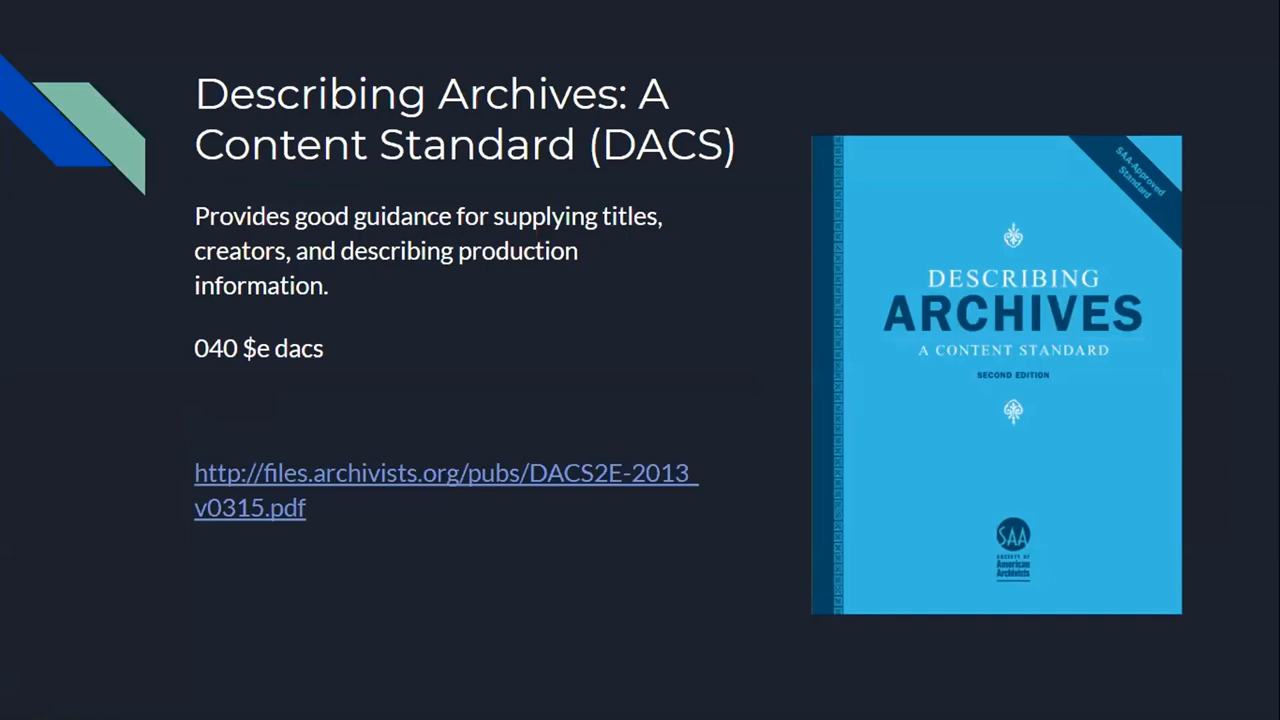 Describing Archives: A
Content Standard (DACS)
Provides good guidance for supplying titles,
creators, and describing production
information.
040 $e dacs
http://files.archivists.org/pubs/DACS2E-2013_
v0315.pdf
SAA-Approved
Standard
DESCRIBING
ARCHIVES
A CONTENT STANDARD
SECOND EDITION
SAA
SOCIETY OF
American
Archivists